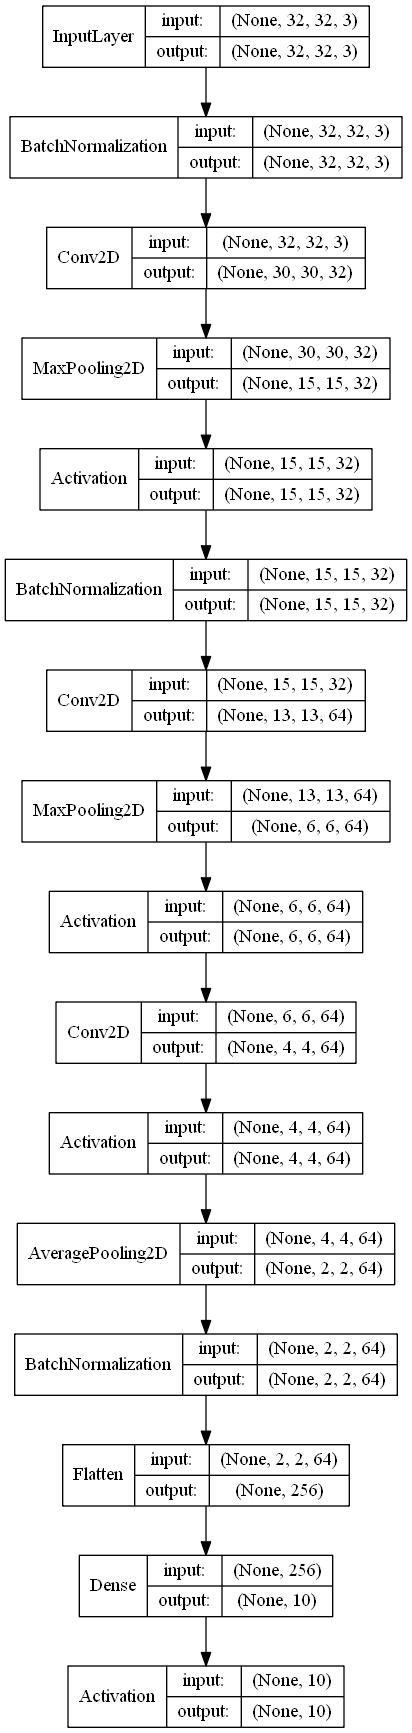 InputLayer
input: (None, 32, 32, 3)
output: (None, 32, 32, 3)
BatchNormalization
input: (None, 32, 32, 3)
output: (None, 32, 32, 3)
Conv2D
input: (None, 32, 32, 3)
output: (None, 30, 30, 32)
MaxPooling2D
input: (None, 30, 30, 32)
output: (None, 15, 15, 32)
Activation
input: (None, 15, 15, 32)
output: (None, 15, 15, 32)
BatchNormalization
input: (None, 15, 15, 32)
output: (None, 15, 15, 32)
Conv2D
input: (None, 15, 15, 32)
output: (None, 13, 13, 64)
MaxPooling2D
input: (None, 13, 13, 64)
output: (None, 6, 6, 64)
Activation
input: (None, 6, 6, 64)
output: (None, 6, 6, 64)
Conv2D
input: (None, 6, 6, 64)
output: (None, 4, 4, 64)
Activation
input: (None, 4, 4, 64)
output: (None, 4, 4, 64)
AveragePooling2D
input: (None, 4, 4, 64)
output: (None, 2, 2, 64)
BatchNormalization
input: (None, 2, 2, 64)
output: (None, 2, 2, 64)
Flatten
input: (None, 2, 2, 64)
output: (None, 256)
Dense
input: (None, 256)
output: (None, 10)
Activation
input: (None, 10)
output: (None, 10)